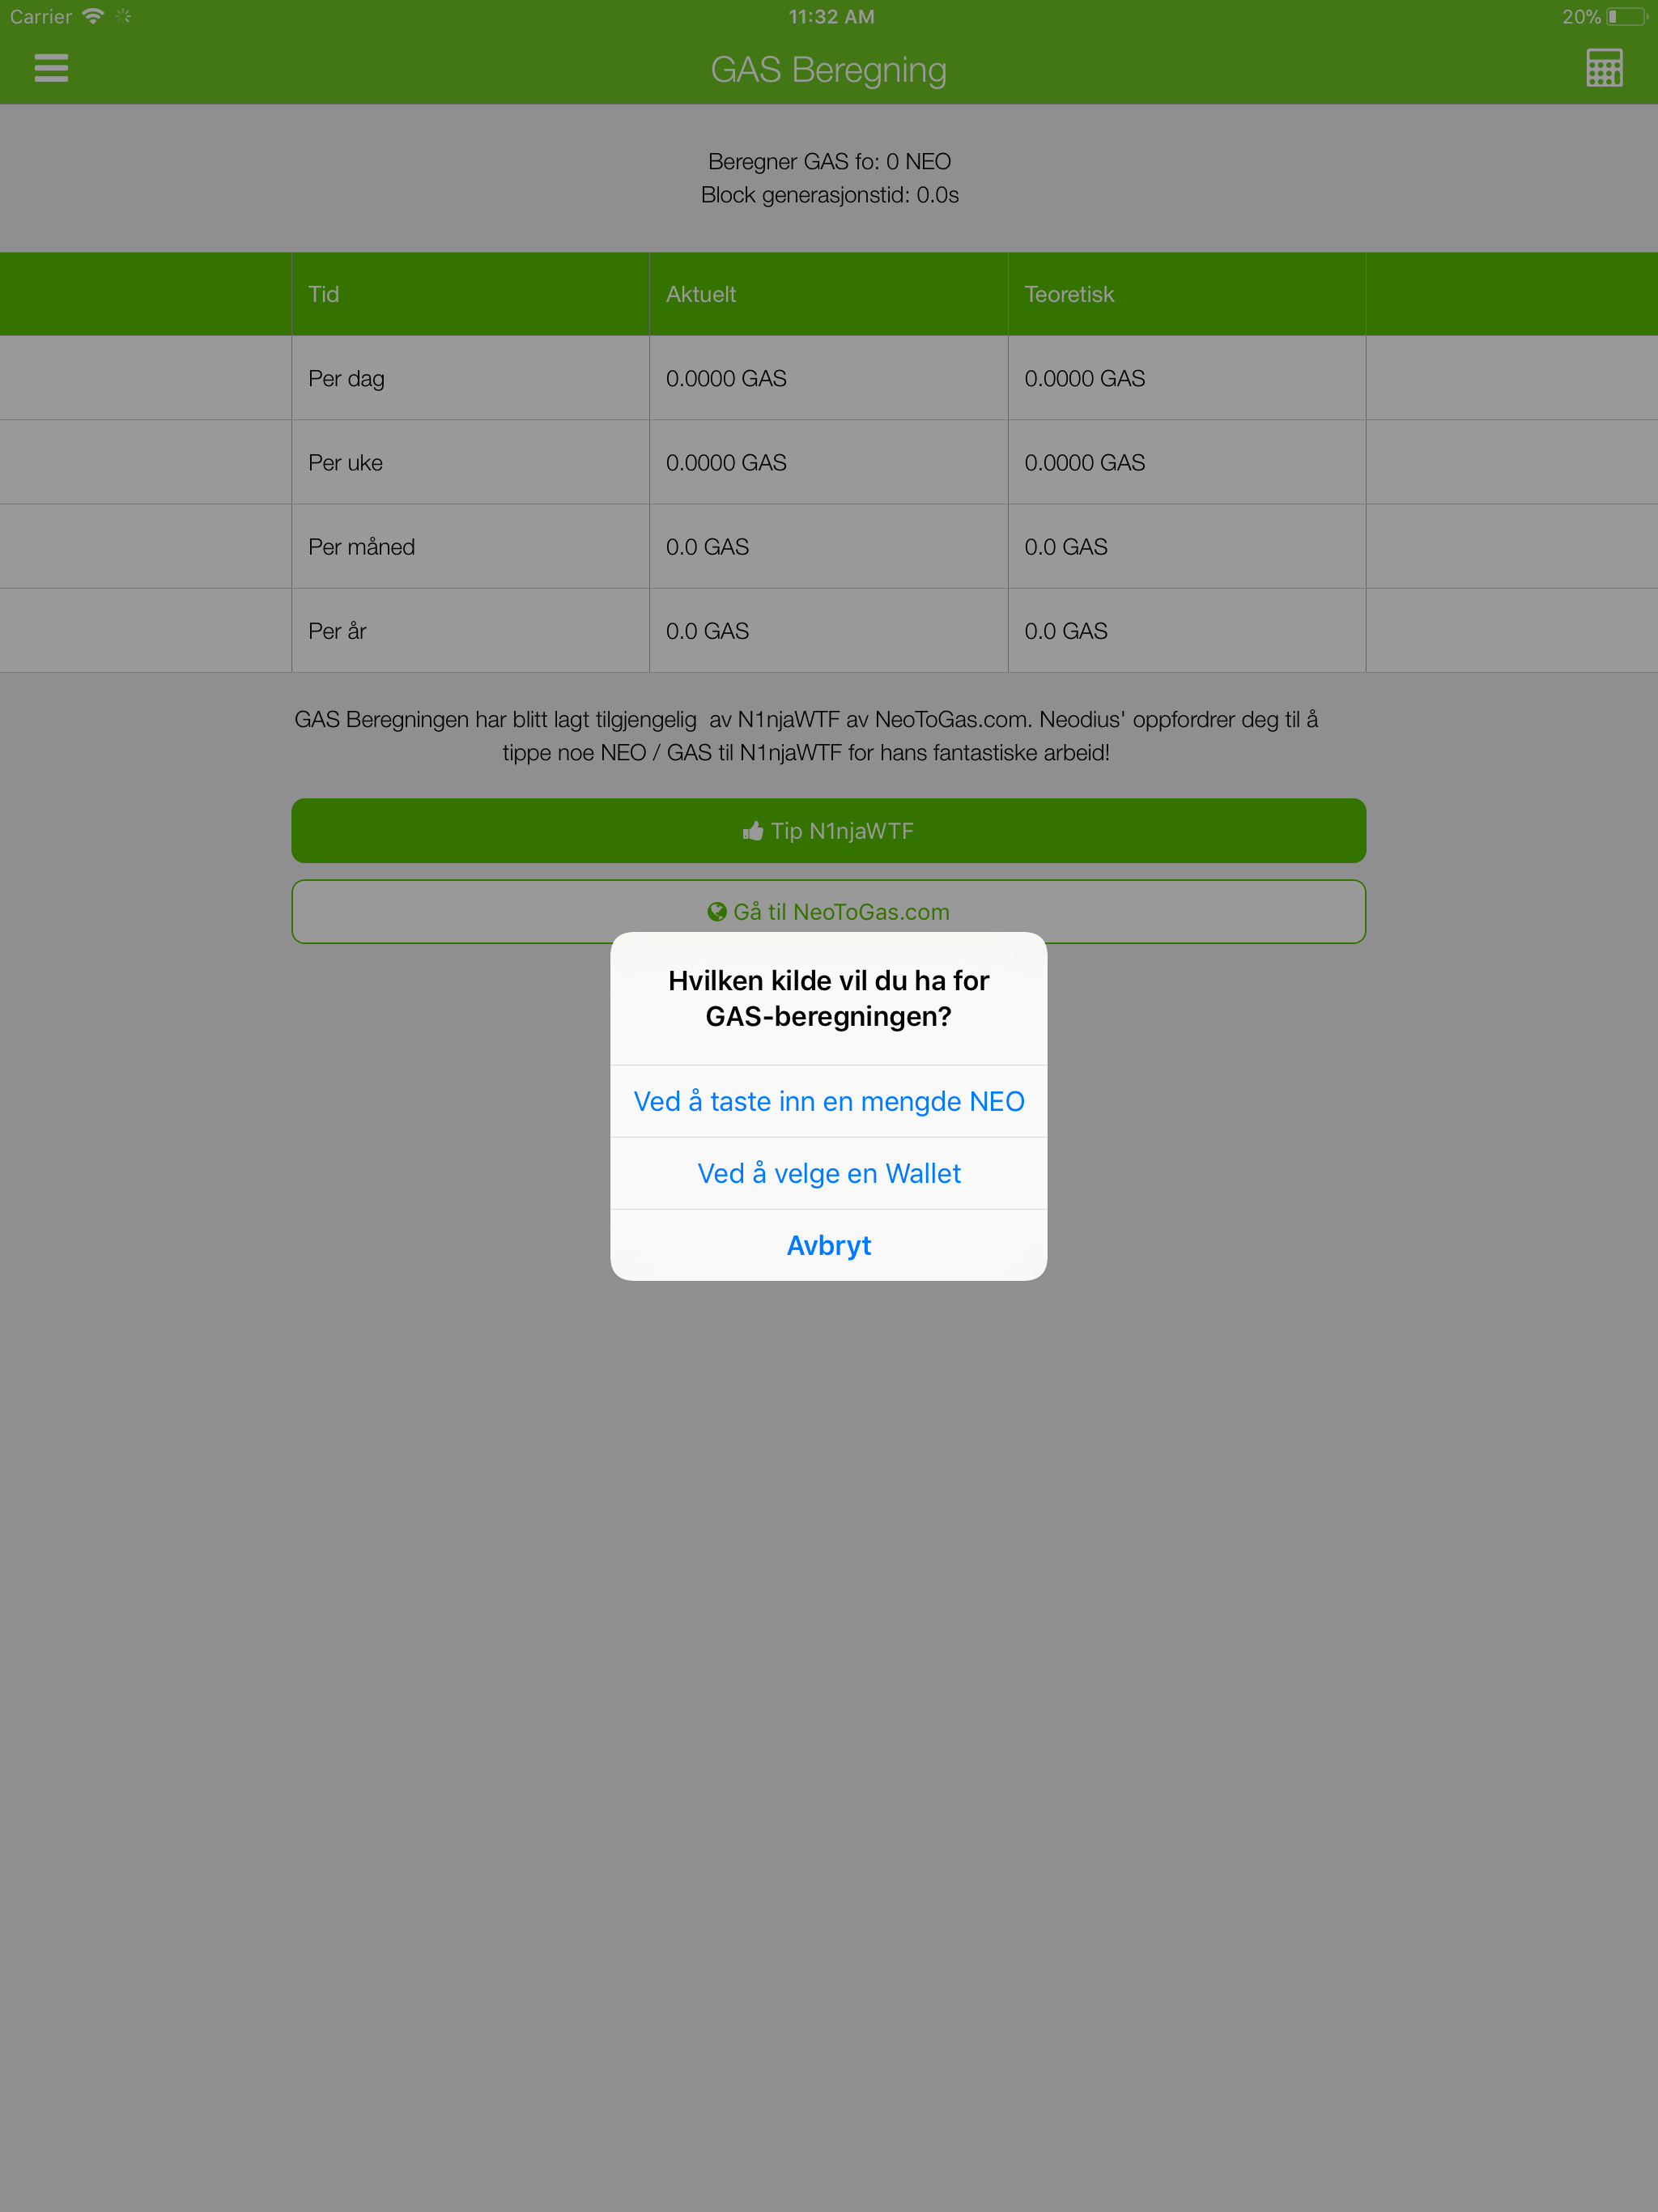 Carrier 11:32 AM 20%
GAS Beregning
Beregner GAS fo: 0 NEO
Block generasjonstid: 0.0s
Tid Aktuelt Teoretisk
Per dag 0.0000 GAS 0.0000 GAS
Per uke 0.0000 GAS 0.0000 GAS
Per måned 0.0 GAS 0.0 GAS
Per år 0.0 GAS 0.0 GAS
GAS Beregningen har blitt lagt tilgjengelig  av N1njaWTF av NeoToGas.com. Neodius' oppfordrer deg til å
tippe noe NEO / GAS til N1njaWTF for hans fantastiske arbeid!
Tip N1njaWTF
Gå til NeoToGas.com
Hvilken kilde vil du ha for
GAS-beregningen?
Ved å taste inn en mengde NEO
Ved å velge en Wallet
Avbryt